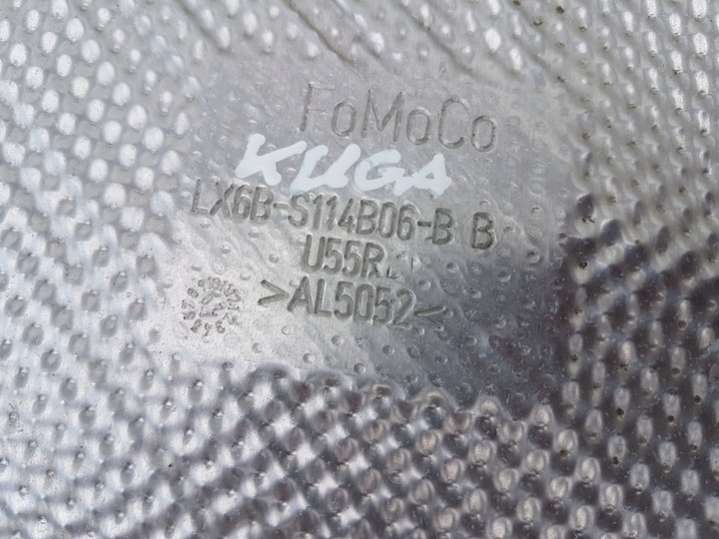 FoMoCo
KUGA
LX6B-S114B06-B B
U55R
>AL5052<